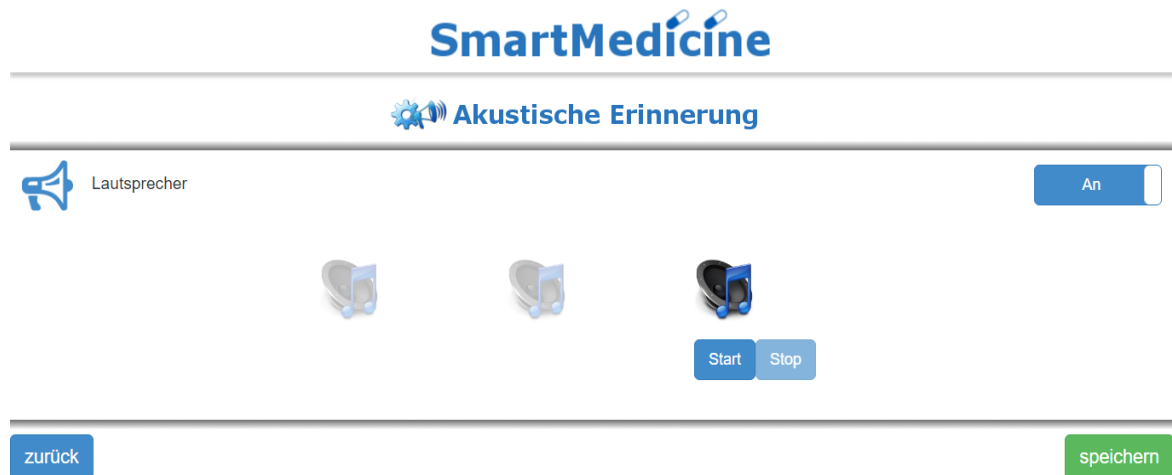 SmartMedicine
Akustische Erinnerung
Lautsprecher
An
Start
Stop
zurück
speichern